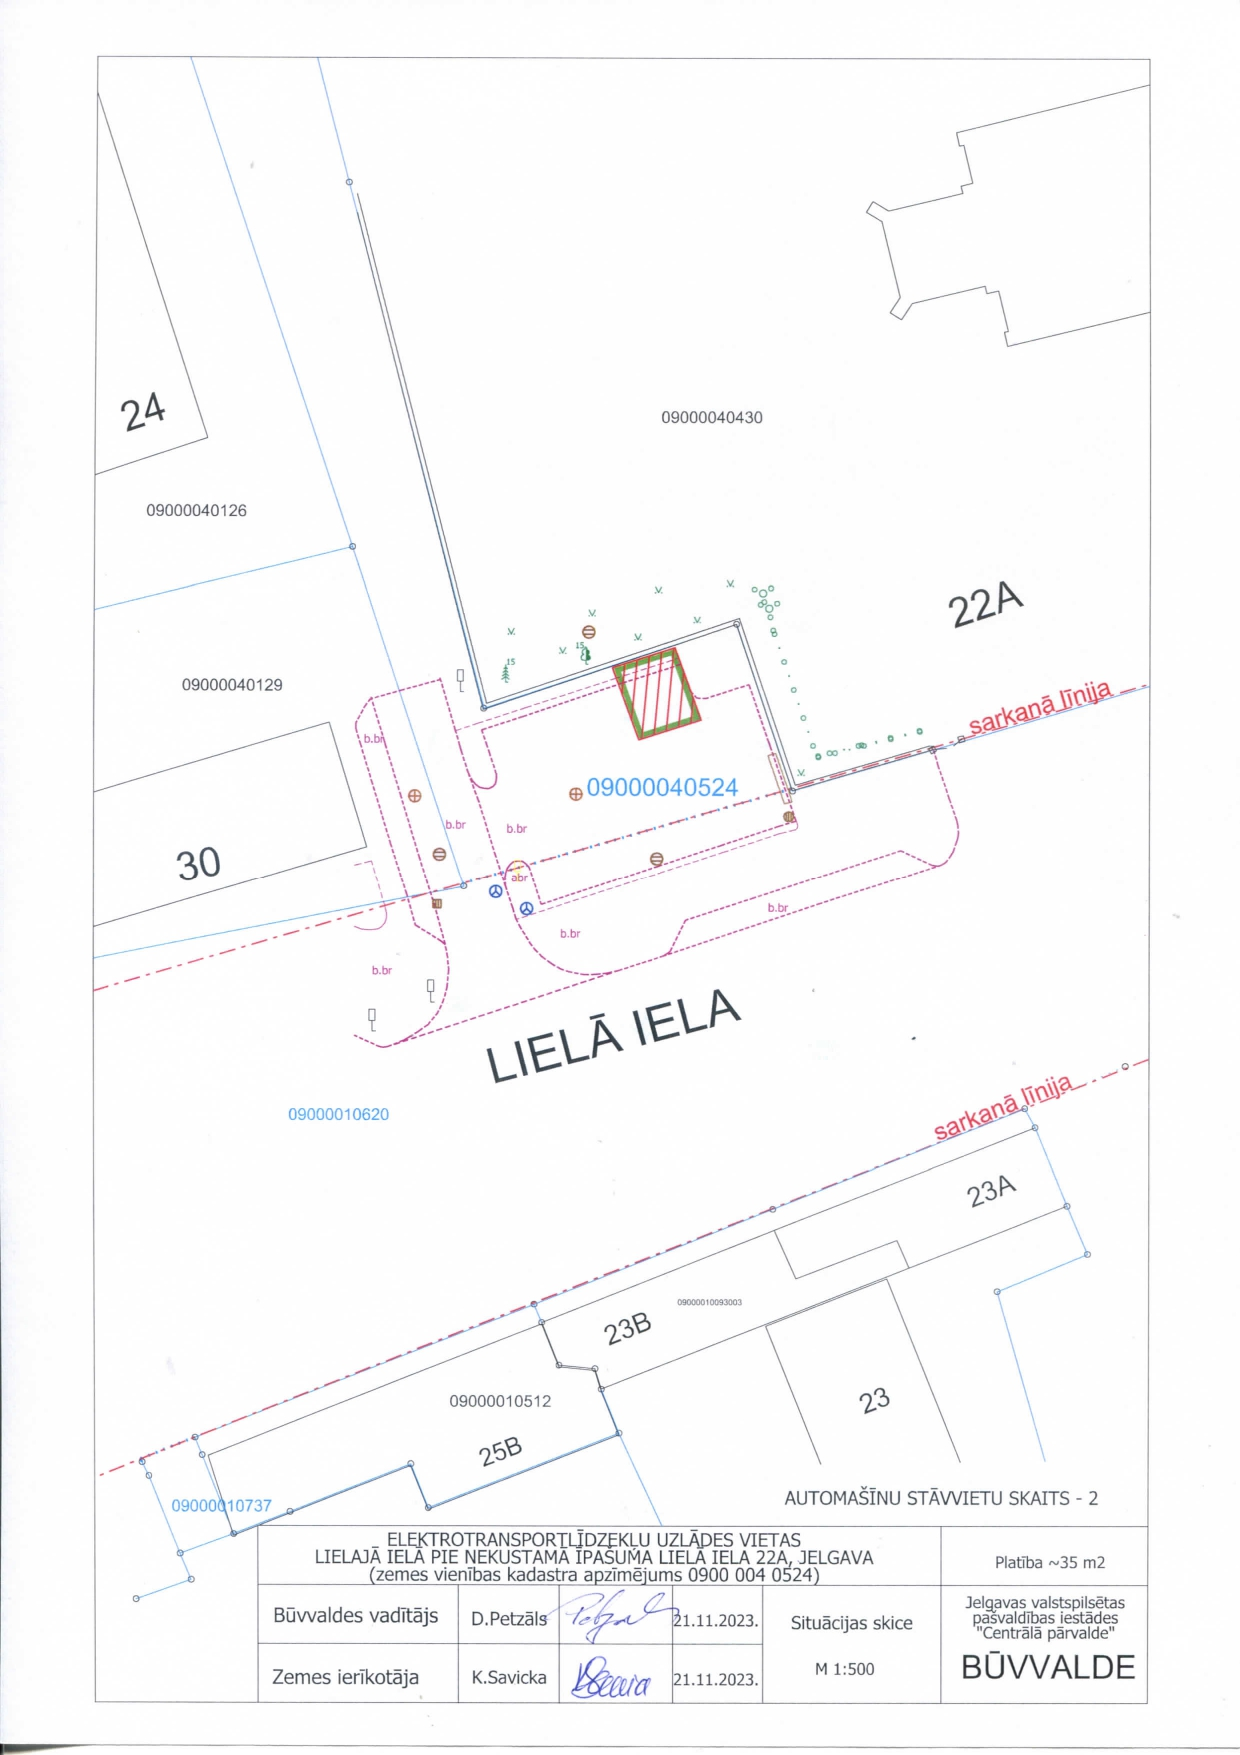 24
09000040430
09000040126
22A
15
15
09000040129
sarkanā līnija
b.br
09000040524
b.br
b.br
30
abr
b.br
b.br
b.br
LIELĀ IELA
sarkanā līnija
09000010620
23A
09000010093003
23B
23
09000010512
25B
09000010737
AUTOMAŠĪNU STĀVVIETU SKAITS - 2
ELEKTROTRANSPORTLĪDZEKĻU UZLĀDES VIETAS
LIELAJĀ IELĀ PIE NEKUSTAMĀ ĪPAŠUMA LIELĀ IELA 22A, JELGAVA
(zemes vienības kadastra apzīmējums 0900 004 0524)
Platība ~35 m2
Būvvaldes vadītājs
D.Petzāls
21.11.2023.
Situācijas skice
M 1:500
Jelgavas valstspilsētas
pašvaldības iestādes
"Centrālā pārvalde"
BŪVVALDE
Zemes ierīkotāja
K.Savicka
21.11.2023.